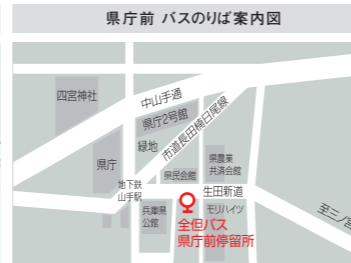 県庁前 バスのりば案内図
四宮神社
中山手通
県庁2号館
市道長田楠日尾線
緑地
県庁
県民会館
県農業
共済会館
地下鉄
山手駅
生田新道
兵庫県
公館
モリハイツ
至三ノ宮
全但バス
県庁前停留所